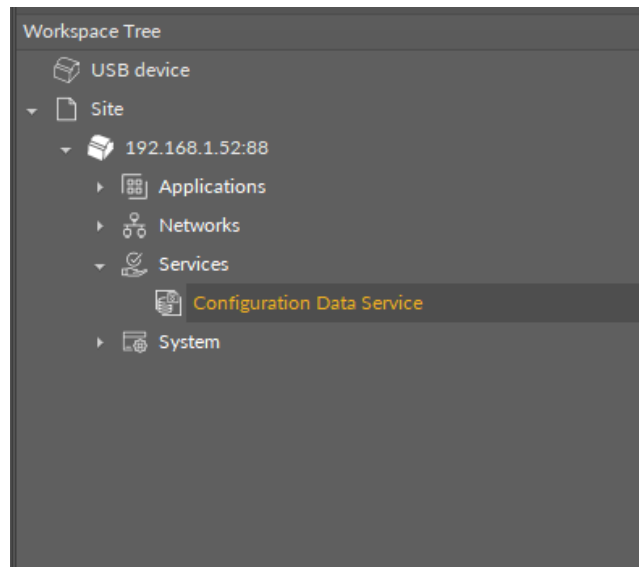 Workspace Tree
USB device
Site
192.168.1.52:88
Applications
Networks
Services
Configuration Data Service
System